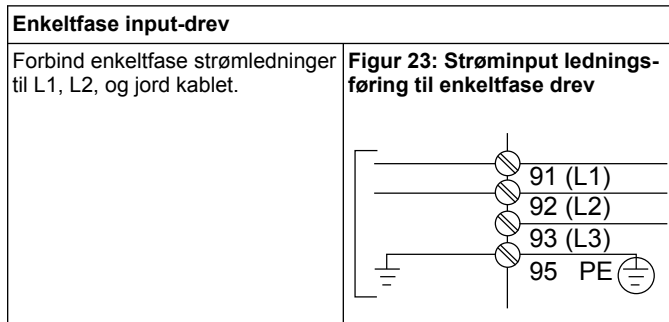 Enkeltfase input-drev
Forbind enkeltfase strømledninger
til L1, L2, og jord kablet.
Figur 23: Strøminput lednings-
føring til enkeltfase drev
91 (L1)
92 (L2)
93 (L3)
95 PE